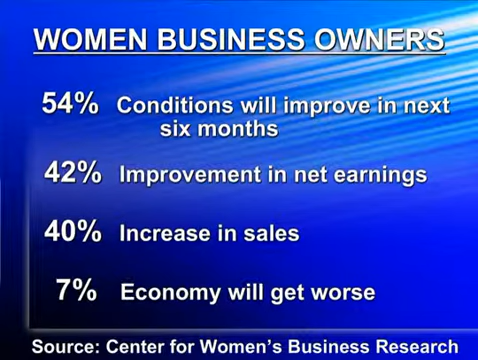 WOMEN BUSINESS OWNERS
54% Conditions will improve in next
six months
42% Improvement in net earnings
40% Increase in sales
7% Economy will get worse
Source: Center for Women's Business Research